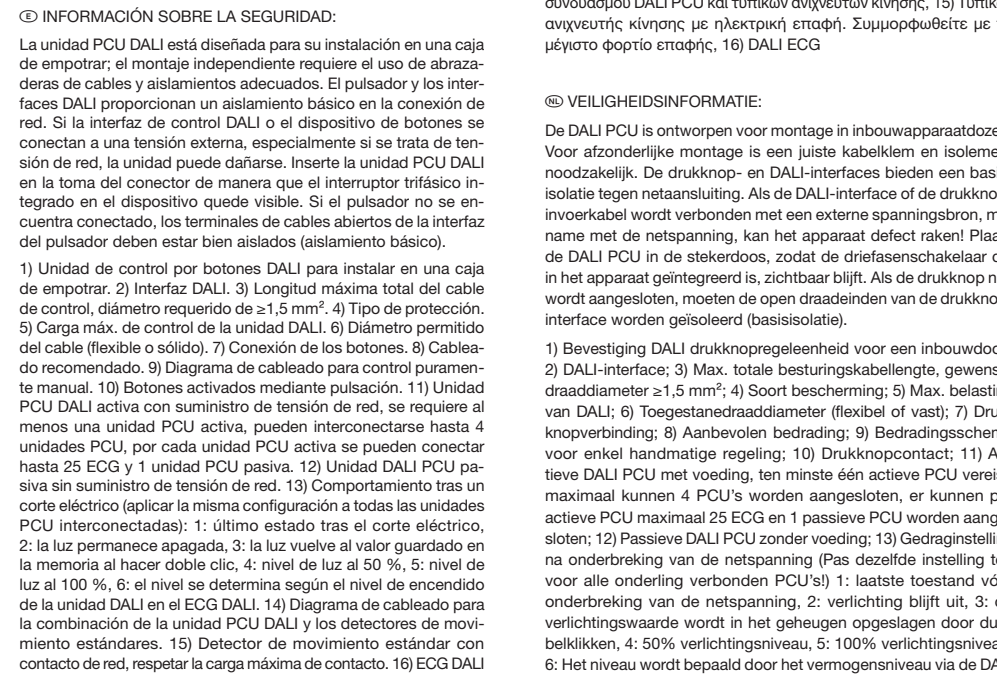 Ⓔ INFORMACIÓN SOBRE LA SEGURIDAD:
La unidad PCU DALI está diseñada para su instalación en una caja
de empotrar; el montaje independiente requiere el uso de abraza-
deras de cables y aislamientos adecuados. El pulsador y los inter-
faces DALI proporcionan un aislamiento básico en la conexión de
red. Si la interfaz de control DALI o el dispositivo de botones se
conectan a una tensión externa, especialmente si se trata de ten-
sión de red, la unidad puede dañarse. Inserte la unidad PCU DALI
en la toma del conector de manera que el interruptor trifásico in-
tegrado en el dispositivo quede visible. Si el pulsador no se en-
cuentra conectado, los terminales de cables abiertos de la interfaz
del pulsador deben estar bien aislados (aislamiento básico).
1) Unidad de control por botones DALI para instalar en una caja
de empotrar. 2) Interfaz DALI. 3) Longitud máxima total del cable
de control, diámetro requerido de ≥1,5 mm². 4) Tipo de protección.
5) Carga máx. de control de la unidad DALI. 6) Diámetro permitido
del cable (flexible o sólido). 7) Conexión de los botones. 8) Cablea-
do recomendado. 9) Diagrama de cableado para control puramen-
te manual. 10) Botones activados mediante pulsación. 11) Unidad
PCU DALI activa con suministro de tensión de red, se requiere al
menos una unidad PCU activa, pueden interconectarse hasta 4
unidades PCU, por cada unidad PCU activa se pueden conectar
hasta 25 ECG y 1 unidad PCU pasiva. 12) Unidad DALI PCU pa-
siva sin suministro de tensión de red. 13) Comportamiento tras un
corte eléctrico (aplicar la misma configuración a todas las unidades
PCU interconectadas): 1: último estado tras el corte eléctrico,
2: la luz permanece apagada, 3: la luz vuelve al valor guardado en
la memoria al hacer doble clic, 4: nivel de luz al 50 %, 5: nivel de
luz al 100 %, 6: el nivel se determina según el nivel de encendido
de la unidad DALI en el ECG DALI. 14) Diagrama de cableado para
la combinación de la unidad PCU DALI y los detectores de movi-
miento estándares. 15) Detector de movimiento estándar con
contacto de red, respetar la carga máxima de contacto. 16) ECG DALI
συνδυασμού DALI PCU και τυπικών ανιχνευτών κίνησης, 15)
ανιχνευτής κίνησης με ηλεκτρική επαφή. Συμμορφωθείτε με
μέγιστο φορτίο επαφής, 16) DALI ECG
NL VEILIGHEIDSINFORMATIE:
De DALI PCU is ontworpen voor montage in inbouwapparaatdoze
Voor afzonderlijke montage is een juiste kabelklem en isoleme
noodzakelijk. De drukknop- en DALI-interfaces bieden een basi
isolatie tegen netaansluiting. Als de DALI-interface of de drukkno
invoerkabel wordt verbonden met een externe spanningsbron, m
name met de netspanning, kan het apparaat defect raken! Plaa
de DALI PCU in de stekerdoos, zodat de driefasenschakelaar d
in het apparaat geïntegreerd is, zichtbaar blijft. Als de drukknop n
wordt aangesloten, moeten de open draadeinden van de drukkno
interface worden geïsoleerd (basisisolatie).
1) Bevestiging DALI drukknopregeleenheid voor een inbouwdoo
2) DALI-interface; 3) Max. totale besturingskabellengte, gewens
draaddiameter ≥1,5 mm²; 4) Soort bescherming; 5) Max. belasti
van DALI; 6) Toegestanedraaddiameter (flexibel of vast); 7) Dru
knopverbinding; 8) Aanbevolen bedrading; 9) Bedradingsschem
voor enkel handmatige regeling; 10) Drukknopcontact; 11) A
tieve DALI PCU met voeding, ten minste één actieve PCU verei
maximaal kunnen 4 PCU's worden aangesloten, er kunnen p
actieve PCU maximaal 25 ECG en 1 passieve PCU worden aang
sloten; 12) Passieve DALI PCU zonder voeding; 13) Gedraginstelli
na onderbreking van de netspanning (Pas dezelfde instelling t
voor alle onderling verbonden PCU's!) 1: laatste toestand vó
onderbreking van de netspanning, 2: verlichting blijft uit, 3:
verlichtingswaarde wordt in het geheugen opgeslagen door du
belklikken, 4: 50% verlichtingsniveau, 5: 100% verlichtingsnivea
6: Het niveau wordt bepaald door het vermogensniveau via de DA